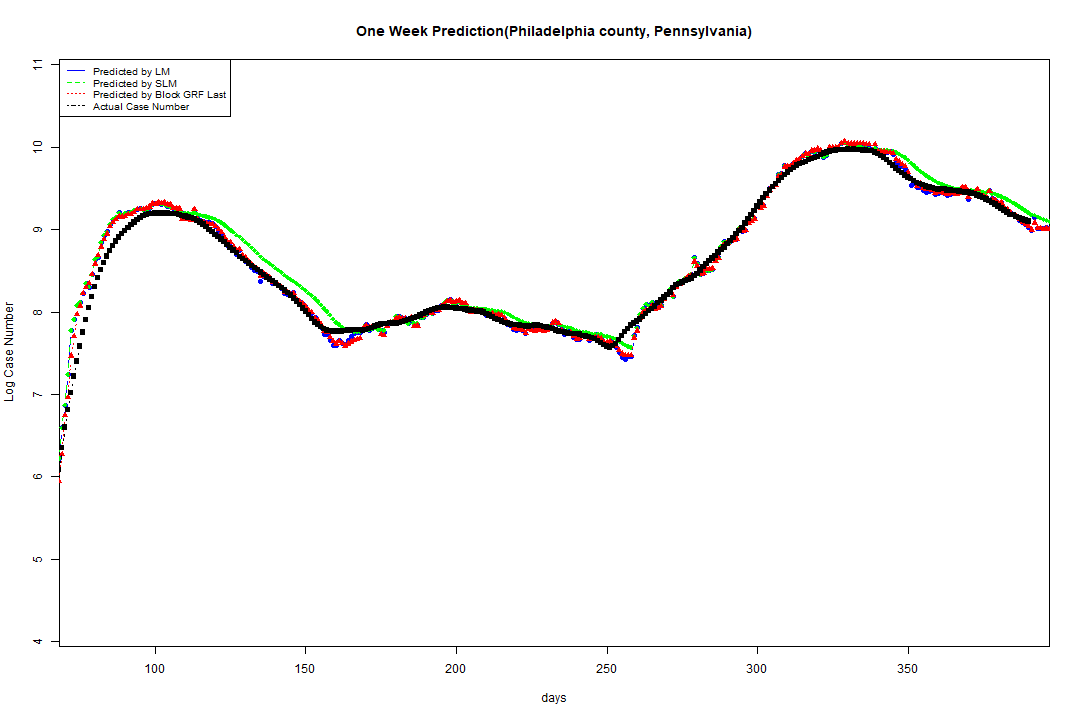 One Week Prediction(Philadelphia county, Pennsylvania)
Predicted by LM
Predicted by SLM
Predicted by Block GRF Last
Actual Case Number
Log Case Number
11
10
9
8
7
6
5
4
100
150
200
250
300
350
days